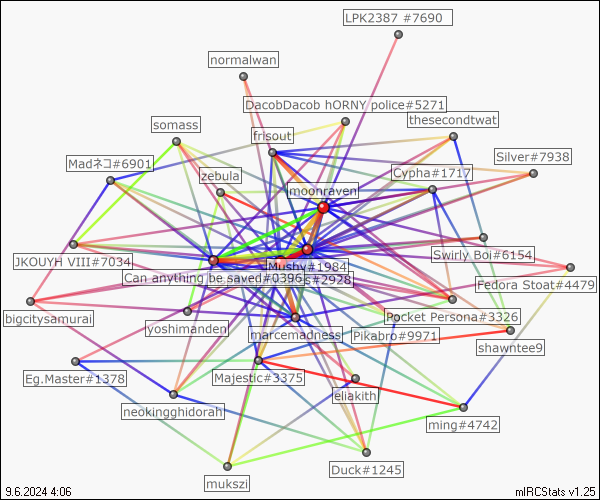 LPK2387 #7690
normalwan
DacobDacob hORNY police#5271
thesecondtwat
somass
frisout
Madネコ#6901
Silver#7938
Cypha#1717
zebula
moonraven
JKOUYH VIII#7034
Swirly Boi#6154
Mushy#1984
Can anything be saved#0396
s#2928
Fedora Stoat#4479
bigcitysamurai
Pocket Persona#3326
yoshimanden
marcemadness
Pikabro#9971
shawntee9
Eg.Master#1378
Majestic#3375
eliakith
neokingghidorah
ming#4742
Duck#1245
mukszi
9.6.2024 4:06
mIRCStats v1.25